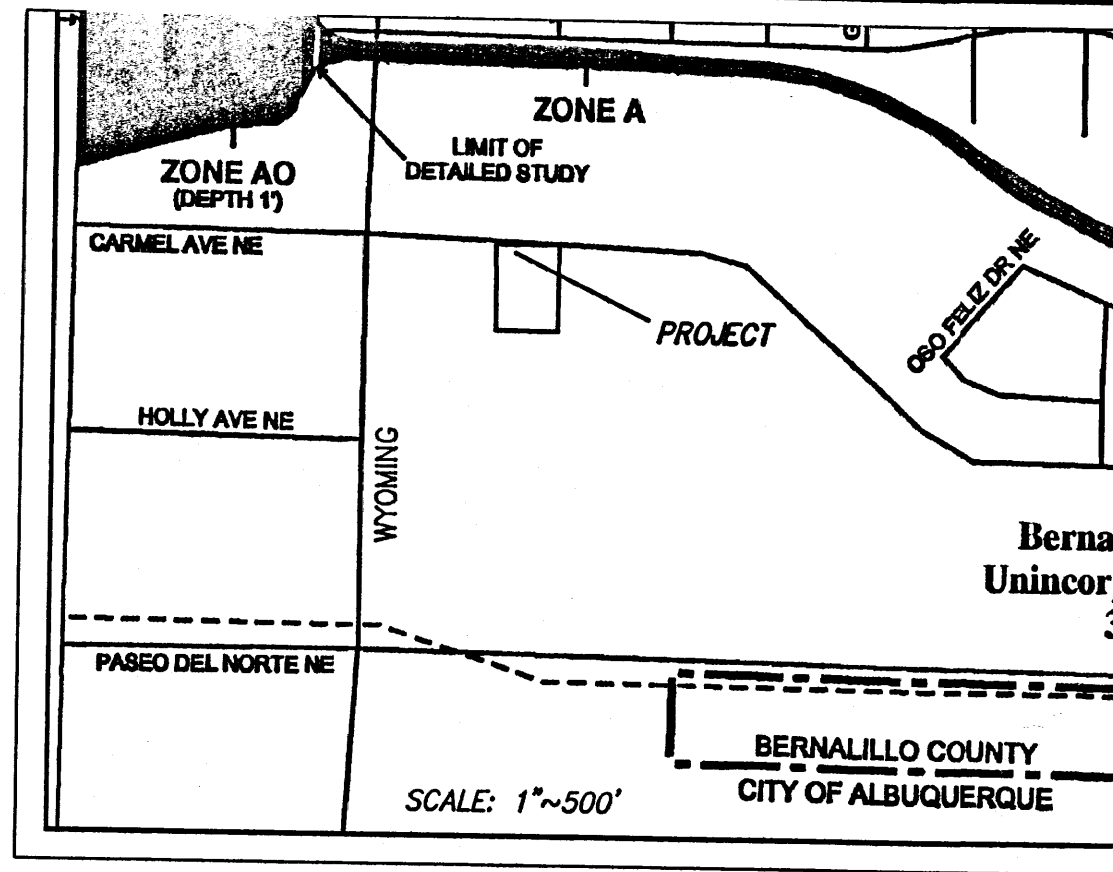 G
ZONE A
LIMIT OF
DETAILED STUDY
ZONE AO
(DEPTH 1')
CARMEL AVE NE
OSO FELIZ DR NE
PROJECT
HOLLY AVE NE
WYOMING
Berna
Unincor
PASEO DEL NORTE NE
BERNALILLO COUNTY
SCALE: 1"~500'
CITY OF ALBUQUERQUE